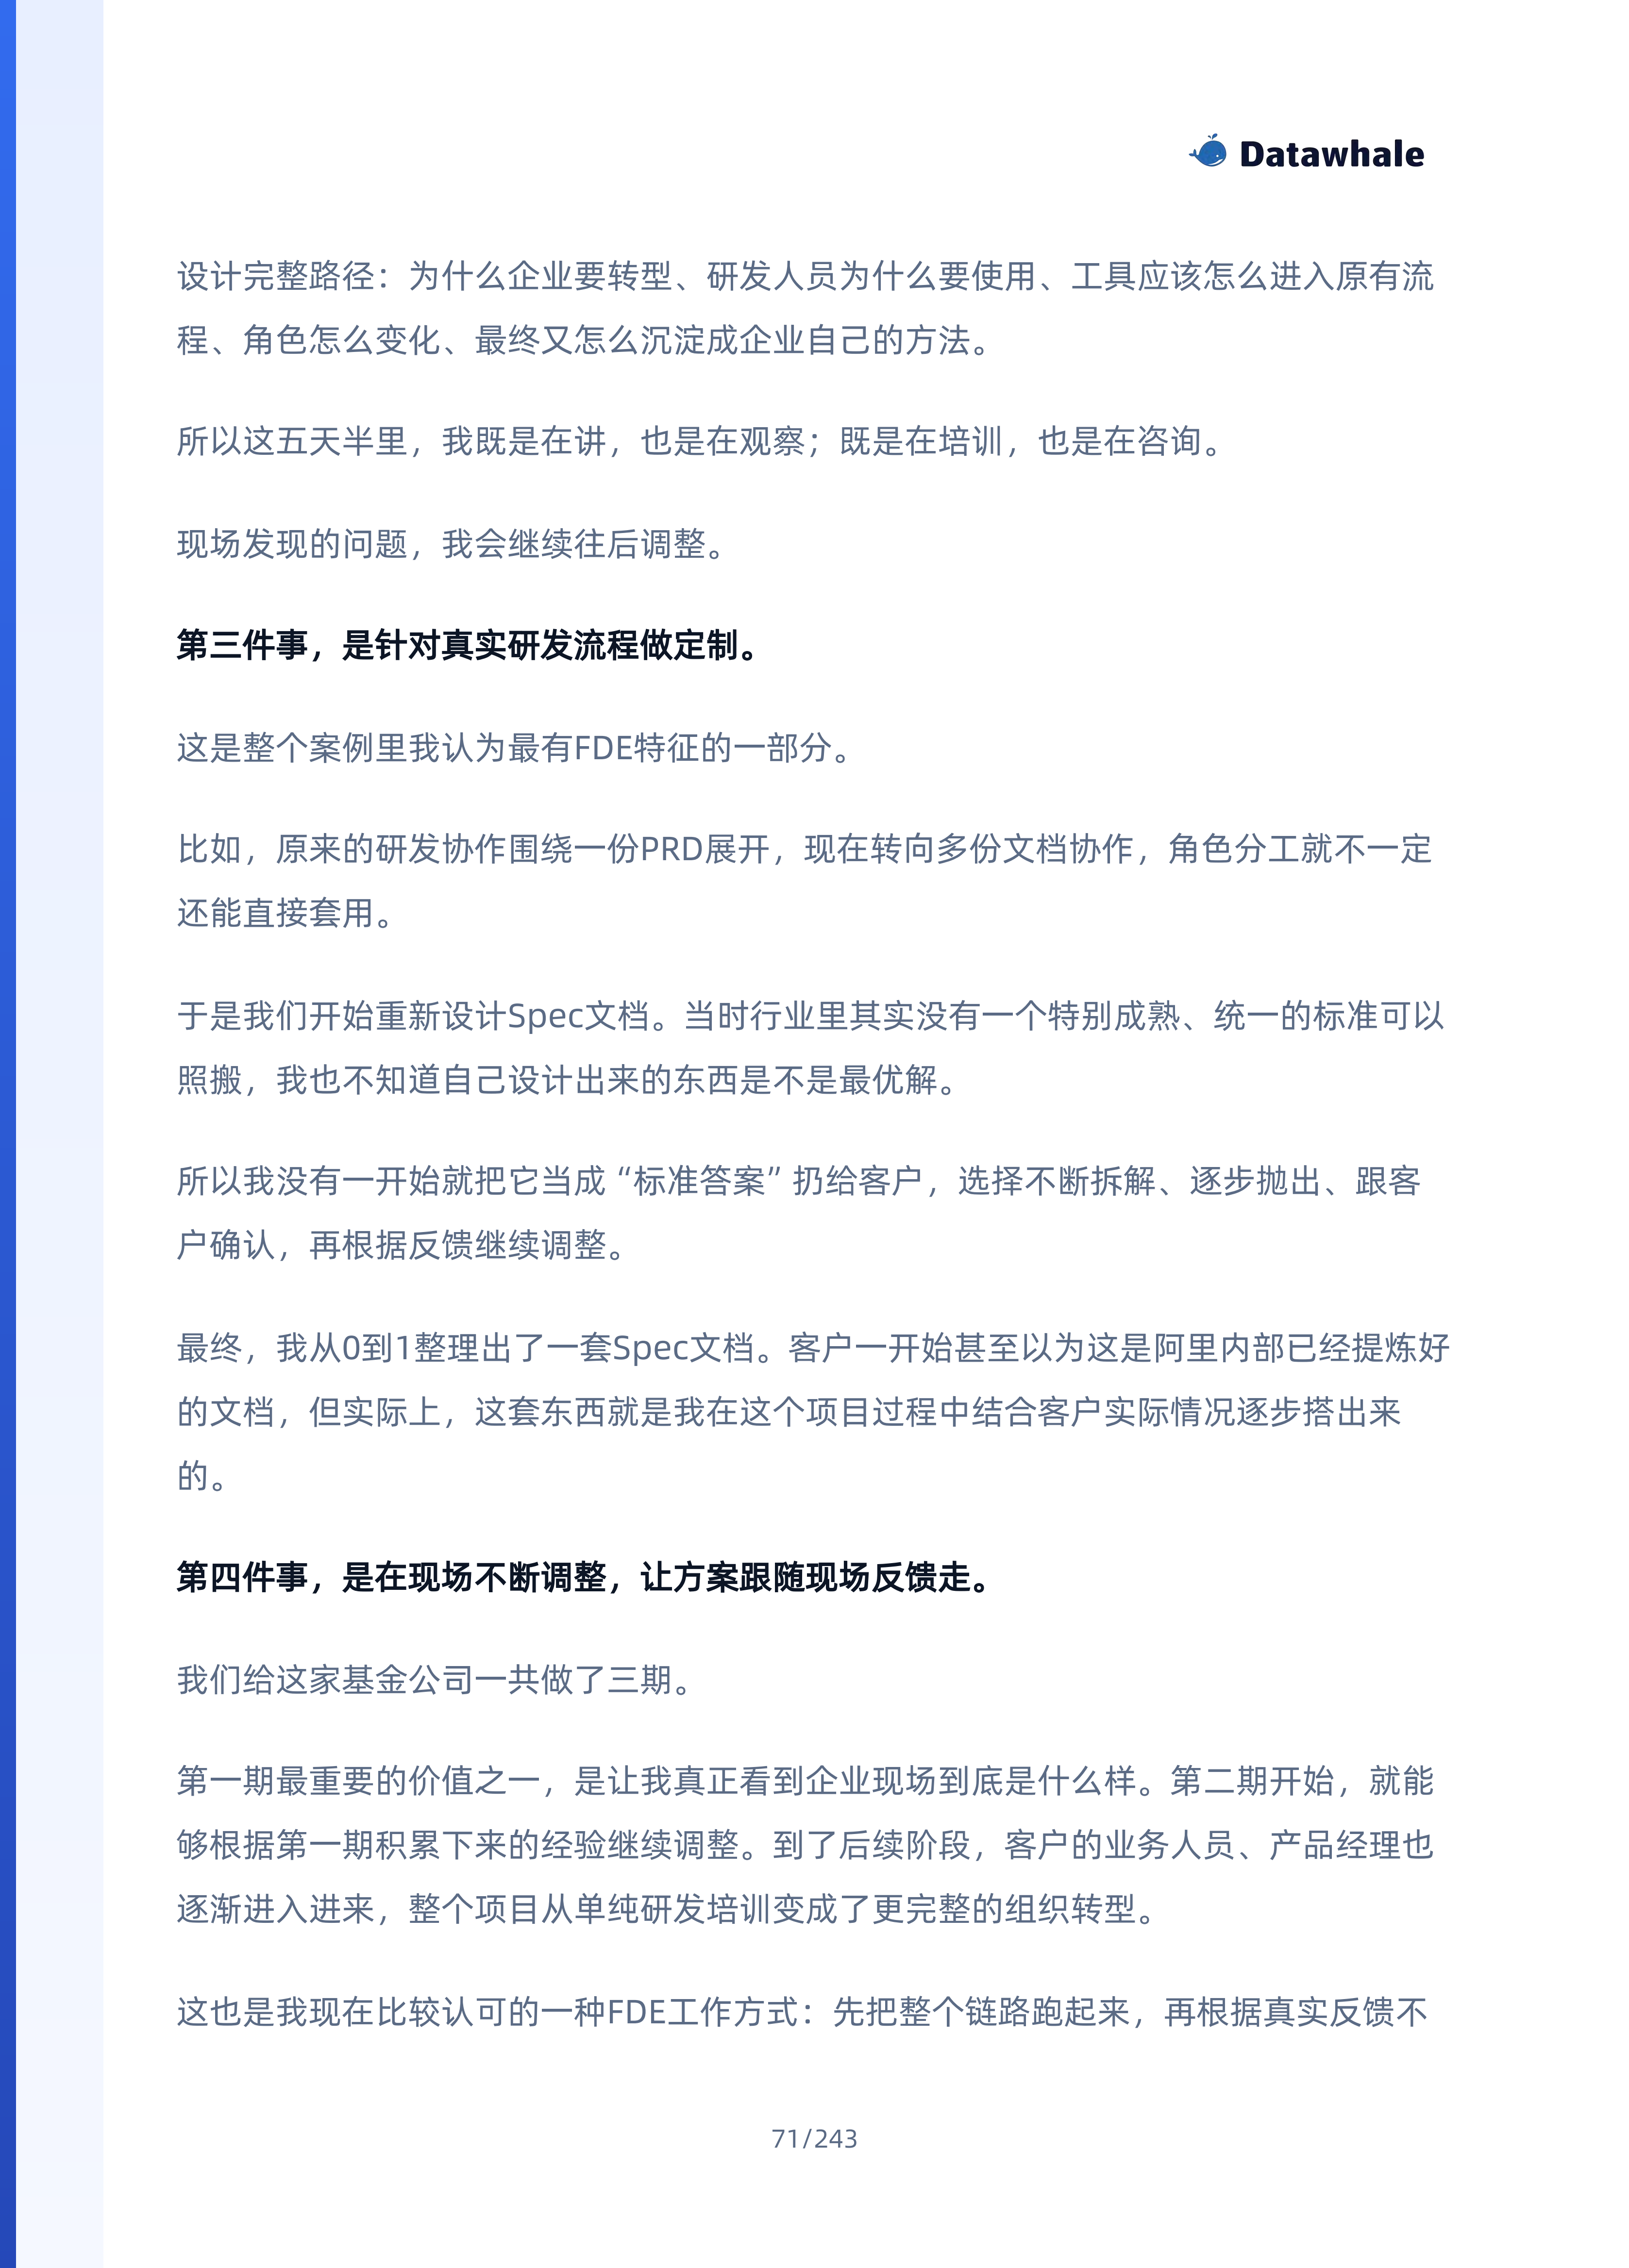 Datawhale
设计完整路径：为什么企业要转型、研发人员为什么要使用、工具应该怎么进入原有流
程、角色怎么变化、最终又怎么沉淀成企业自己的方法。
所以这五天半里，我既是在讲，也是在观察；既是在培训，也是在咨询。
现场发现的问题，我会继续往后调整。
第三件事，是针对真实研发流程做定制。
这是整个案例里我认为最有FDE特征的一部分。
比如，原来的研发协作围绕一份PRD展开，现在转向多份文档协作，角色分工就不一定
还能直接套用。
于是我们开始重新设计Spec文档。当时行业里其实没有一个特别成熟、统一的标准可以
照搬，我也不知道自己设计出来的东西是不是最优解。
所以我没有一开始就把它当成“标准答案”扔给客户，选择不断拆解、逐步抛出、跟客
户确认，再根据反馈继续调整。
最终，我从0到1整理出了一套Spec文档。客户一开始甚至以为这是阿里内部已经提炼好
的文档，但实际上，这套东西就是我在这个项目过程中结合客户实际情况逐步搭出来
的。
第四件事，是在现场不断调整，让方案跟随现场反馈走。
我们给这家基金公司一共做了三期。
第一期最重要的价值之一，是让我真正看到企业现场到底是什么样。第二期开始，就能
够根据第一期积累下来的经验继续调整。到了后续阶段，客户的业务人员、产品经理也
逐渐进入进来，整个项目从单纯研发培训变成了更完整的组织转型。
这也是我现在比较认可的一种FDE工作方式：先把整个链路跑起来，再根据真实反馈不
71/243